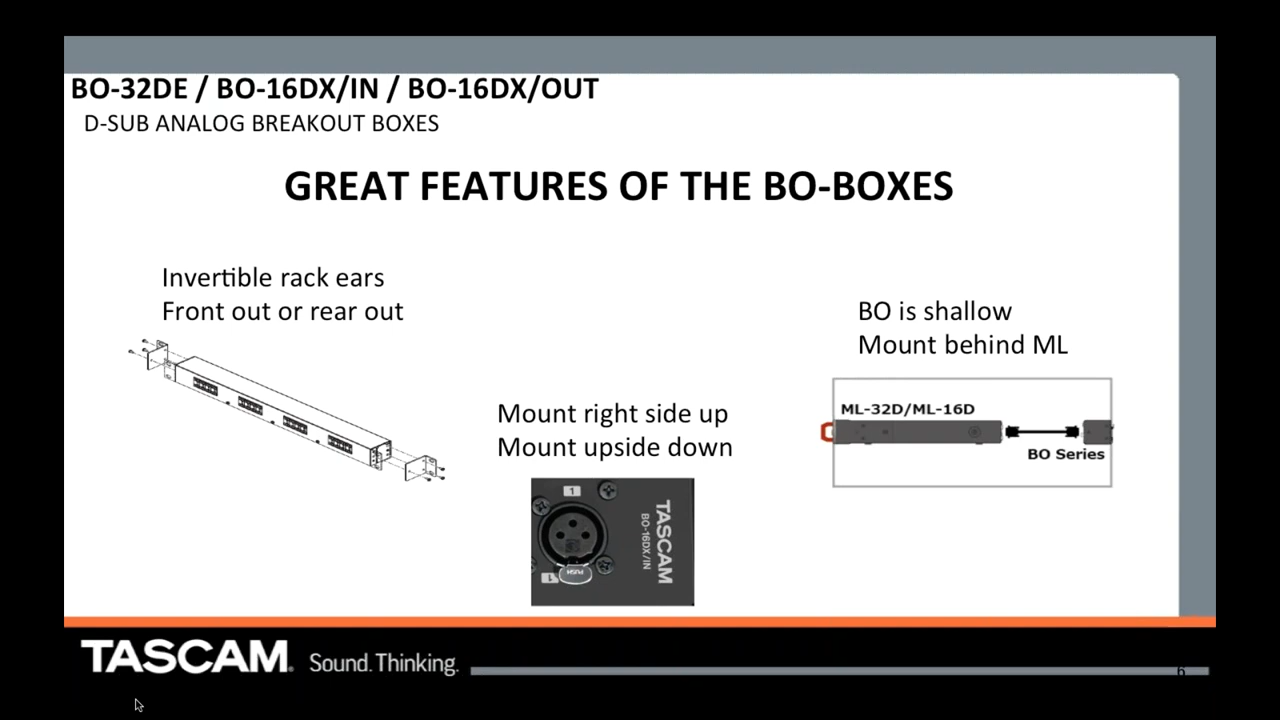 BO-32DE / BO-16DX/IN / BO-16DX/OUT
D-SUB ANALOG BREAKOUT BOXES
GREAT FEATURES OF THE BO-BOXES
Invertible rack ears
Front out or rear out
BO is shallow
Mount behind ML
ML-32D/ML-16D
BO Series
Mount right side up
Mount upside down
1
TASCAM
BO-16DX/IN
PUSH
1
TASCAM. Sound.Thinking.
6